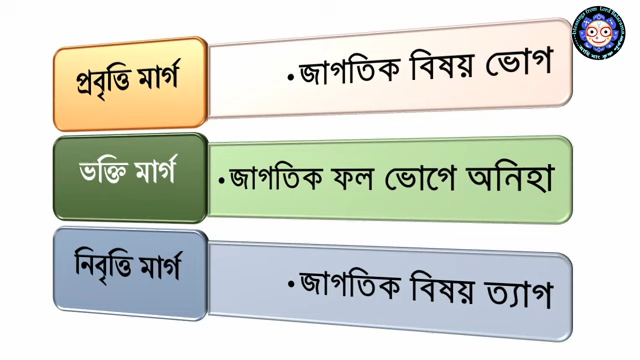 প্রবৃত্তি মার্গ
• জাগতিক বিষয় ভোগ
ভক্তি মার্গ
• জাগতিক ফল ভোগে অনিহা
নিবৃত্তি মার্গ
• জাগতিক বিষয় ত্যাগ